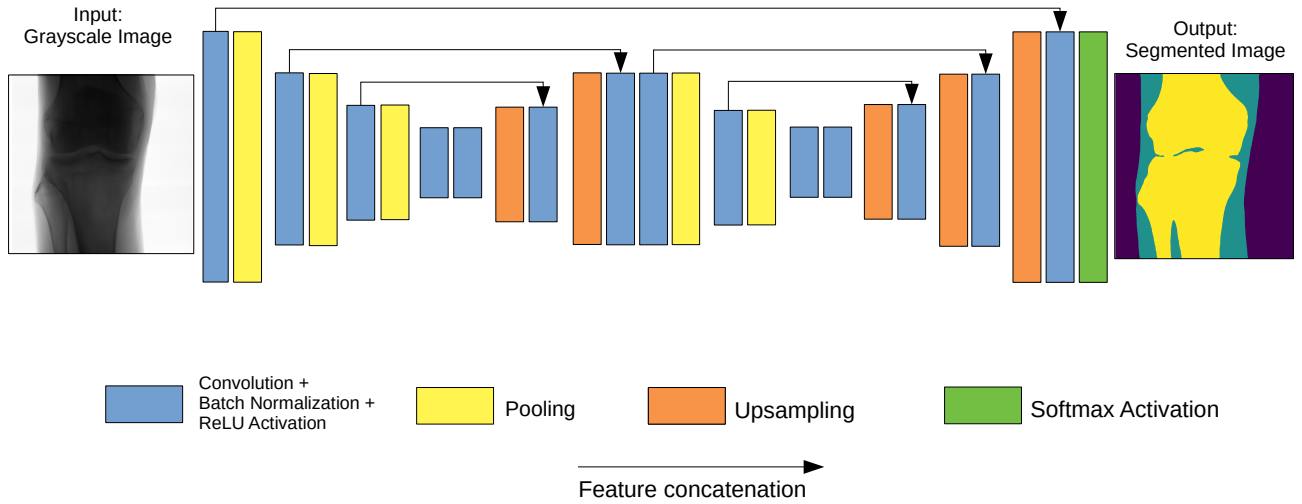 Input:
Grayscale Image
Output:
Segmented Image
Convolution +
Batch Normalization +
ReLU Activation
Pooling
Upsampling
Softmax Activation
Feature concatenation